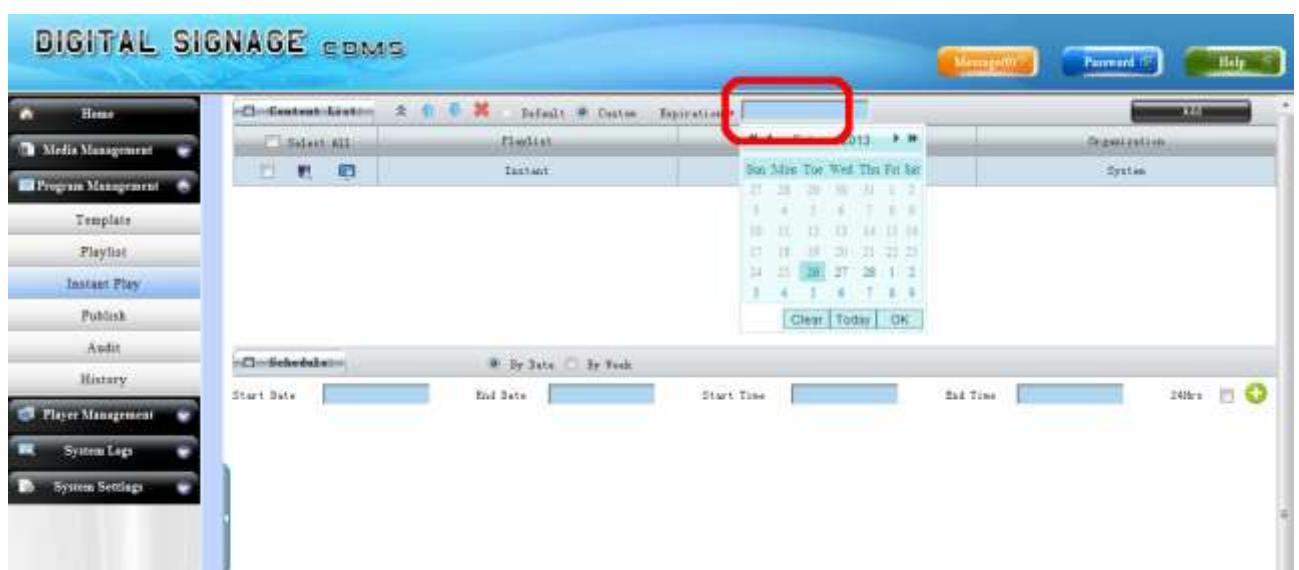 DIGITAL SIGNAGE CDMS
Message(0) Password Help
Home
Media Management
Program Management
Template
Playlist
Instant Play
Publish
Audit
History
Player Management
System Logs
System Settings
Content List Default Custom Expiration Add
Select All Playlist Organization
Instant System
2013
Sun Mon Tue Wed Thu Fri Sat
27 28 29 30 31 1 2
3 4 5 6 7 8 9
10 11 12 13 14 15 16
17 18 19 20 21 22 23
24 25 26 27 28 1 2
3 4 5 6 7 8 9
Clear Today OK
Schedule By Date By Week
Start Date End Date Start Time End Time 24Hrs